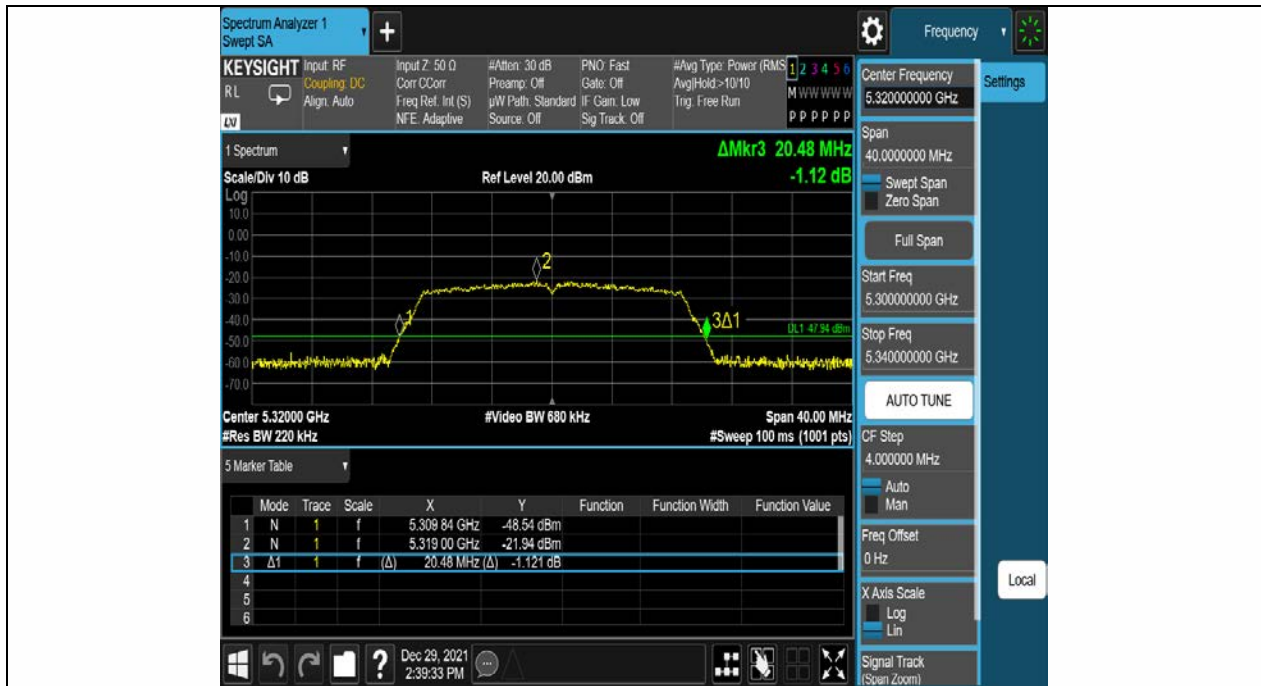 Spectrum Analyzer 1
Swept SA
+
Frequency
KEYSIGHT Input: RF Input Z: 50 Ω #Atten: 30 dB PNO: Fast #Avg Type: Power (RMS 1 2 3 4 5 6
RL Coupling: DC Corr CCorr Preamp: Off Gate: Off Avg|Hold:>10/10 M W W W W W
Align: Auto Freq Ref: Int (S) µW Path: Standard IF Gain: Low Trig: Free Run
LXI NFE: Adaptive Source: Off Sig Track: Off P P P P P P
1 Spectrum
ΔMkr3 20.48 MHz
Scale/Div 10 dB Ref Level 20.00 dBm -1.12 dB
Log
10.0
0.00
-10.0
2
-20.0
-30.0
-40.0
1 3Δ1
DL1 -47.94 dBm
-50.0
-60.0
-70.0
Center 5.32000 GHz #Video BW 680 kHz Span 40.00 MHz
#Res BW 220 kHz #Sweep 100 ms (1001 pts)
5 Marker Table
Mode Trace Scale X Y Function Function Width Function Value
1 N 1 f 5.309 84 GHz -48.54 dBm
2 N 1 f 5.319 00 GHz -21.94 dBm
3 Δ1 1 f (Δ) 20.48 MHz (Δ) -1.121 dB
4
5
6
? Dec 29, 2021
2:39:33 PM
Center Frequency
5.320000000 GHz
Settings
Span
40.0000000 MHz
Swept Span
Zero Span
Full Span
Start Freq
5.300000000 GHz
Stop Freq
5.340000000 GHz
AUTO TUNE
CF Step
4.000000 MHz
Auto
Man
Freq Offset
0 Hz
Local
X Axis Scale
Log
Lin
Signal Track
(Span Zoom)